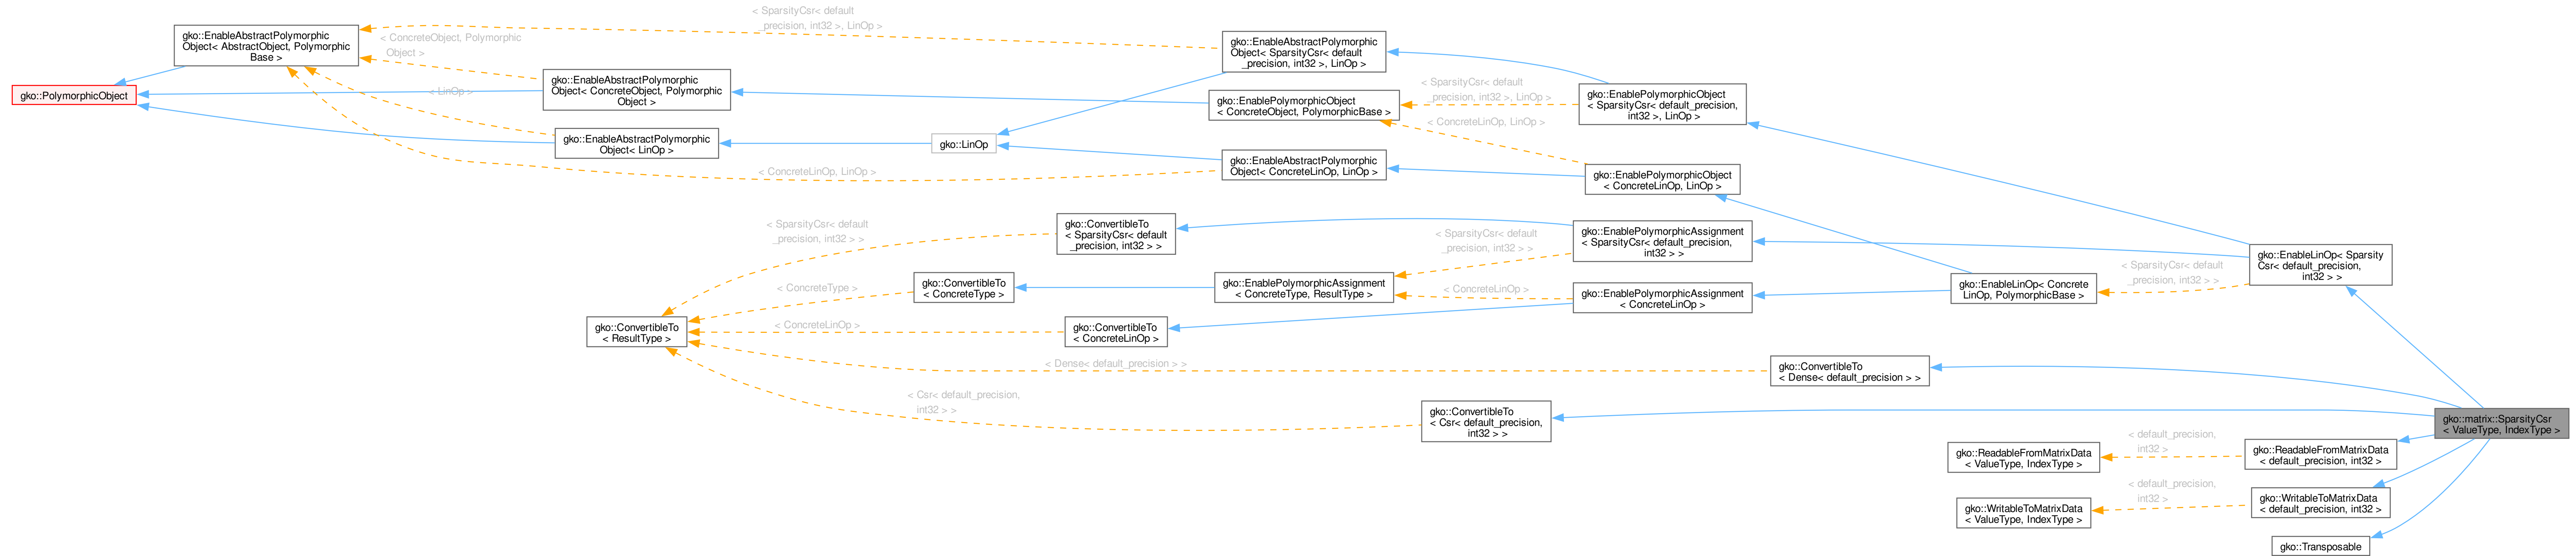 gko::PolymorphicObject
gko::EnableAbstractPolymorphic
Object< AbstractObject, Polymorphic
Base >
< ConcreteObject, Polymorphic
Object >
< LinOp >
gko::EnableAbstractPolymorphic
Object< ConcreteObject, Polymorphic
Object >
gko::EnableAbstractPolymorphic
Object< LinOp >
< SparsityCsr< default
_precision, int32 >, LinOp >
< ConcreteLinOp, LinOp >
gko::LinOp
gko::EnableAbstractPolymorphic
Object< SparsityCsr< default
_precision, int32 >, LinOp >
gko::EnablePolymorphicObject
< ConcreteObject, PolymorphicBase >
gko::EnableAbstractPolymorphic
Object< ConcreteLinOp, LinOp >
< SparsityCsr< default
_precision, int32 >, LinOp >
< ConcreteLinOp, LinOp >
gko::EnablePolymorphicObject
< SparsityCsr< default_precision,
int32 >, LinOp >
gko::EnablePolymorphicObject
< ConcreteLinOp, LinOp >
gko::ConvertibleTo
< ResultType >
< SparsityCsr< default
_precision, int32 > >
< ConcreteType >
< ConcreteLinOp >
< Dense< default_precision > >
< Csr< default_precision,
int32 > >
gko::ConvertibleTo
< SparsityCsr< default
_precision, int32 > >
gko::ConvertibleTo
< ConcreteType >
gko::ConvertibleTo
< ConcreteLinOp >
gko::EnablePolymorphicAssignment
< ConcreteType, ResultType >
< SparsityCsr< default
_precision, int32 > >
< ConcreteLinOp >
gko::EnablePolymorphicAssignment
< SparsityCsr< default_precision,
int32 > >
gko::EnablePolymorphicAssignment
< ConcreteLinOp >
gko::ConvertibleTo
< Dense< default_precision > >
gko::ConvertibleTo
< Csr< default_precision,
int32 > >
gko::EnableLinOp< Concrete
LinOp, PolymorphicBase >
< SparsityCsr< default
_precision, int32 > >
gko::EnableLinOp< Sparsity
Csr< default_precision,
int32 > >
gko::matrix::SparsityCsr
< ValueType, IndexType >
gko::ReadableFromMatrixData
< ValueType, IndexType >
< default_precision,
int32 >
gko::ReadableFromMatrixData
< default_precision, int32 >
gko::WritableToMatrixData
< ValueType, IndexType >
< default_precision,
int32 >
gko::WritableToMatrixData
< default_precision, int32 >
gko::Transposable